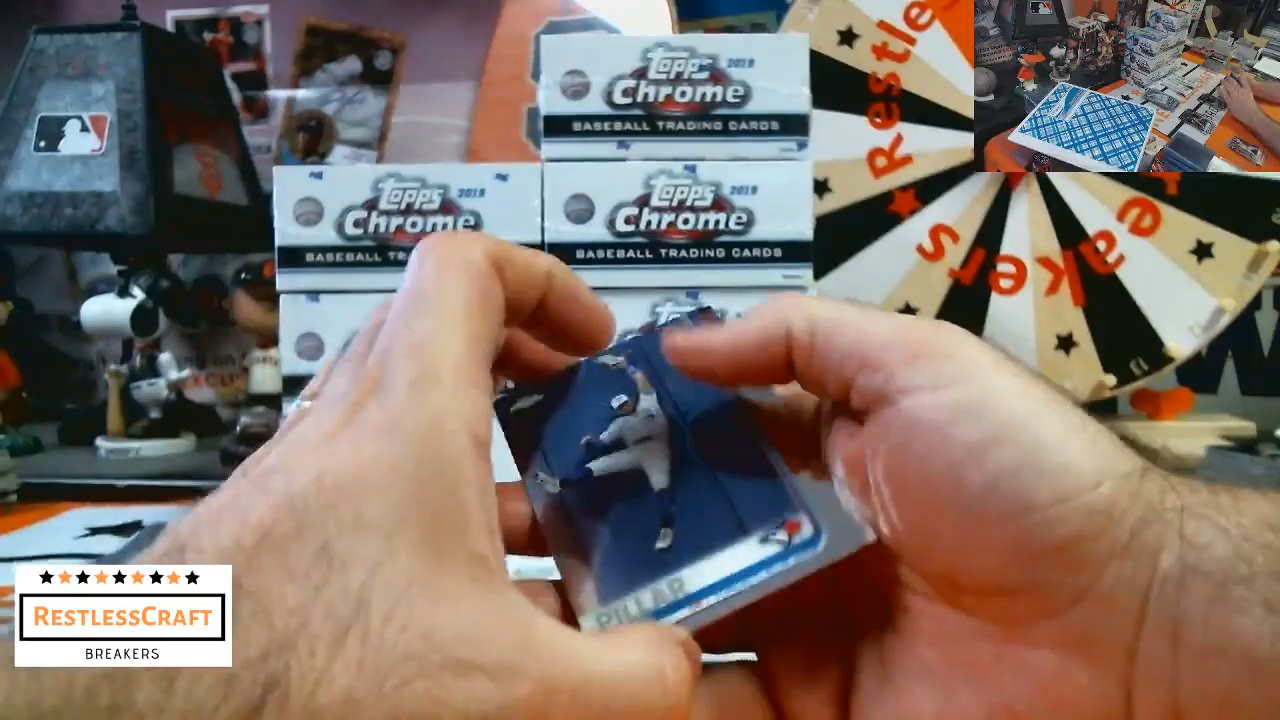 Topps 2019
Chrome
BASEBALL TRADING CARDS
Topps 2019
Chrome
BASEBALL TR
Topps 2019
Chrome
BASEBALL TRADING CARDS
Restle
akers
PILLAR
RESTLESSCRAFT
BREAKERS